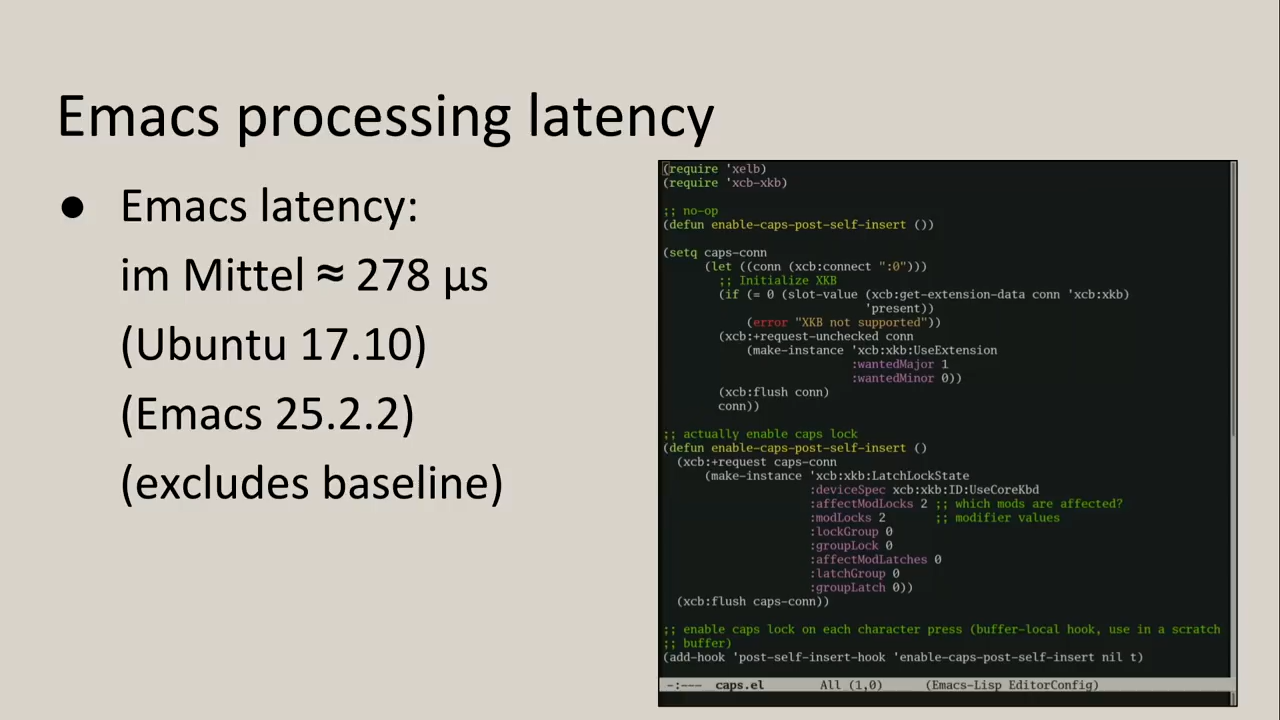 Emacs processing latency
● Emacs latency:
im Mittel ≈ 278 μs
(Ubuntu 17.10)
(Emacs 25.2.2)
(excludes baseline)
(require 'xelb)
(require 'xcb-xkb)
;; no-op
(defun enable-caps-post-self-insert ())
(setq caps-conn
      (let ((conn (xcb:connect ":0")))
        ;; Initialize XKB
        (if (= 0 (slot-value (xcb:get-extension-data conn 'xcb:xkb)
                             'present))
            (error "XKB not supported"))
        (xcb:+request-unchecked conn
            (make-instance 'xcb:xkb:UseExtension
                           :wantedMajor 1
                           :wantedMinor 0))
        (xcb:flush conn)
        conn))
;; actually enable caps lock
(defun enable-caps-post-self-insert ()
  (xcb:+request caps-conn
      (make-instance 'xcb:xkb:LatchLockState
                     :deviceSpec xcb:xkb:ID:UseCoreKbd
                     :affectModLocks 2 ;; which mods are affected?
                     :modLocks 2       ;; modifier values
                     :lockGroup 0
                     :groupLock 0
                     :affectModLatches 0
                     :latchGroup 0
                     :groupLatch 0))
  (xcb:flush caps-conn))
;; enable caps lock on each character press (buffer-local hook, use in a scratch
;; buffer)
(add-hook 'post-self-insert-hook 'enable-caps-post-self-insert nil t)
-:--- caps.el All (1,0) (Emacs-Lisp EditorConfig)